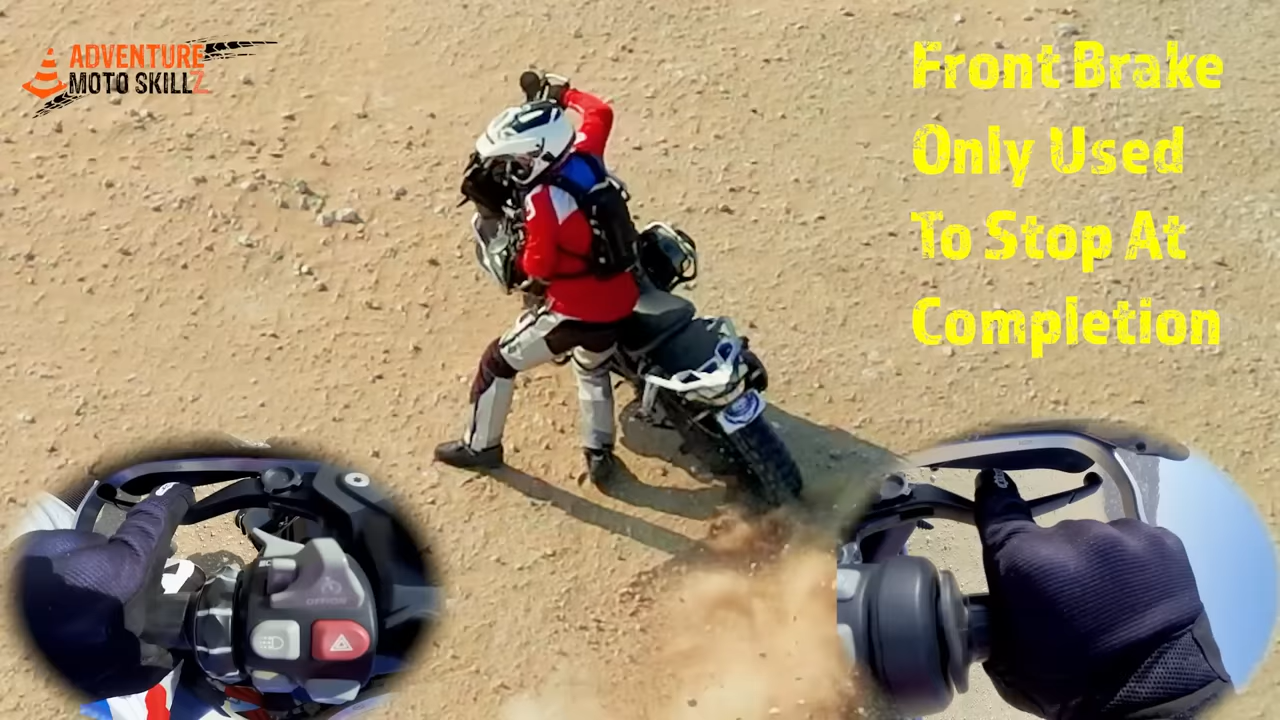 ADVENTURE
MOTO SKILLZ
Front Brake
Only Used
To Stop At
Completion
OPTION